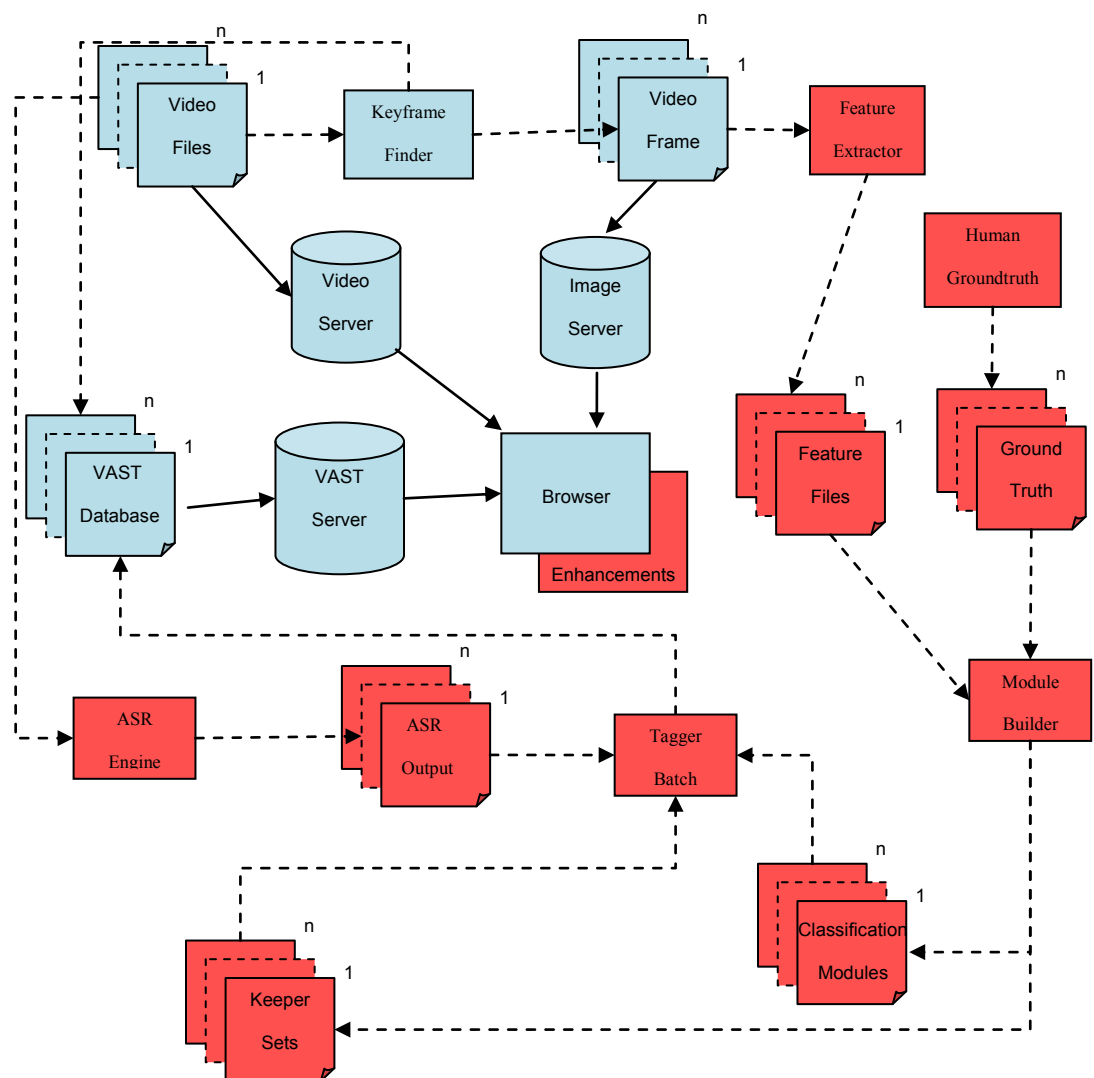 n
n
1
1
Video
Files
Keyframe
Finder
Video
Frame
Feature
Extractor
Human
Groundtruth
Video
Server
Image
Server
n
n
n
1
1
1
VAST
Database
VAST
Server
Browser
Enhancements
Feature
Files
Ground
Truth
n
1
ASR
Engine
ASR
Output
Tagger
Batch
Module
Builder
n
1
Classification
Modules
n
1
Keeper
Sets